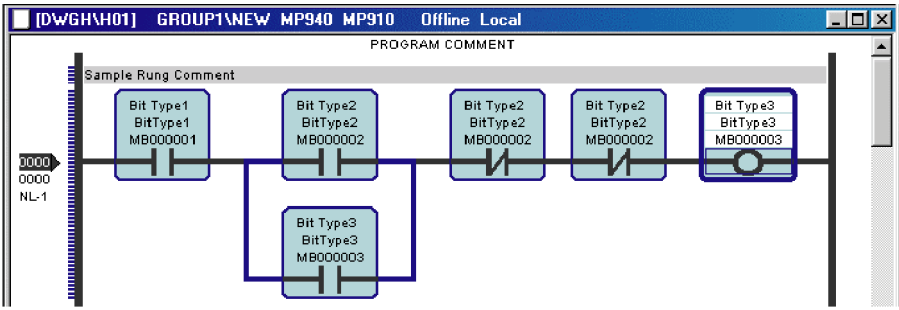 [DWGH\H01] GROUP1\NEW MP940 MP910 Offline Local
PROGRAM COMMENT
Sample Rung Comment
Bit Type1
BitType1
MB000001
Bit Type2
BitType2
MB000002
Bit Type2
BitType2
MB000002
Bit Type2
BitType2
MB000002
Bit Type3
BitType3
MB000003
0000
0000
NL-1
Bit Type3
BitType3
MB000003